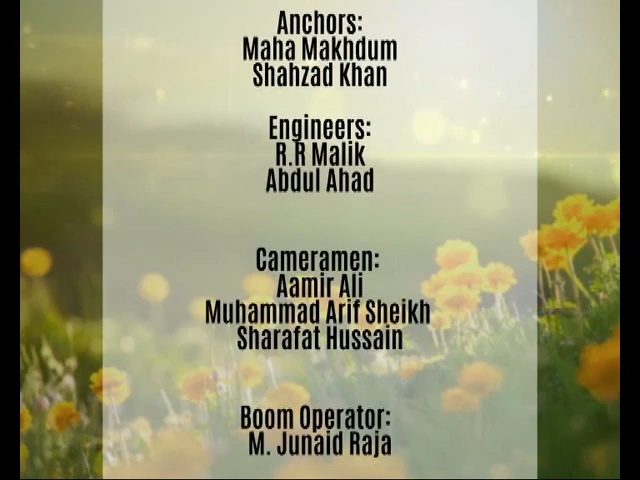 Anchors:
Maha Makhdum
Shahzad Khan
Engineers:
R.R Malik
Abdul Ahad
Cameramen:
Aamir Ali
Muhammad Arif Sheikh
Sharafat Hussain
Boom Operator:
M. Junaid Raja